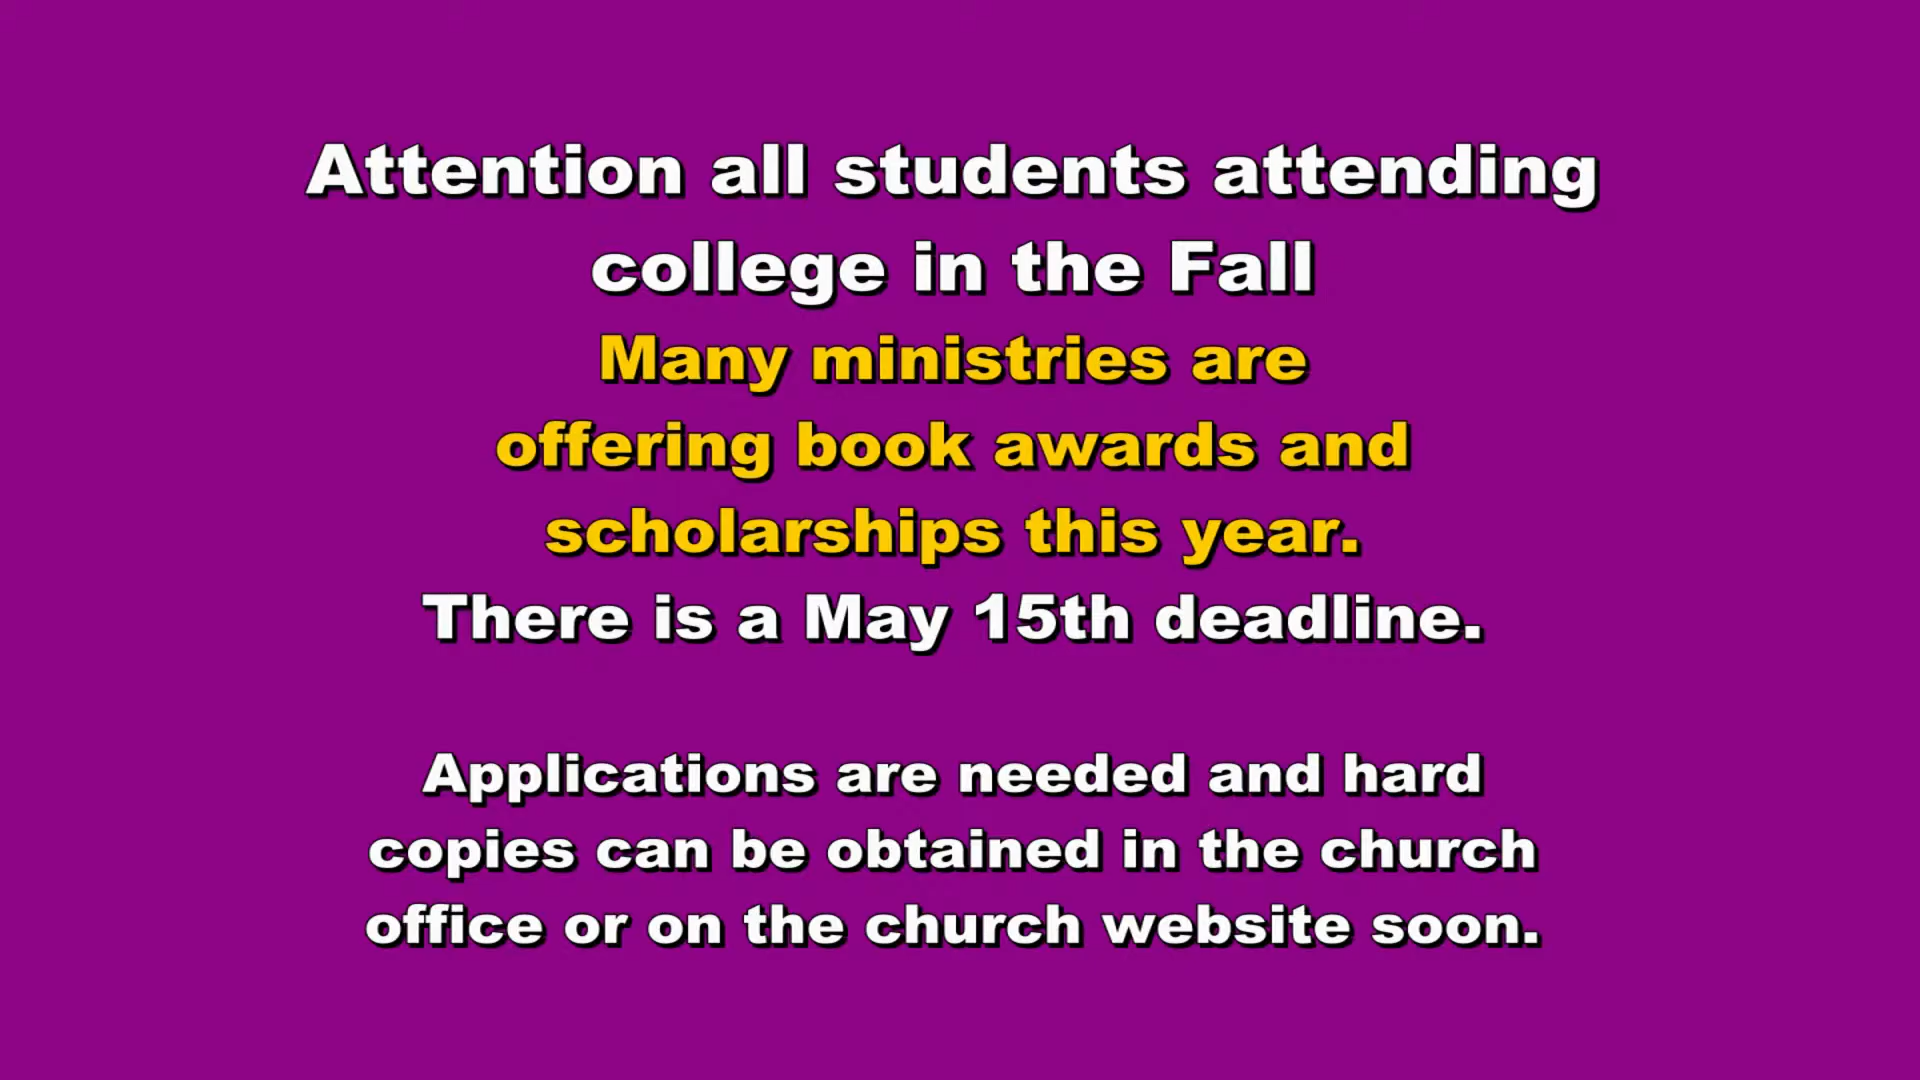 Attention all students attending
college in the Fall
Many ministries are
offering book awards and
scholarships this year.
There is a May 15th deadline.
Applications are needed and hard
copies can be obtained in the church
office or on the church website soon.